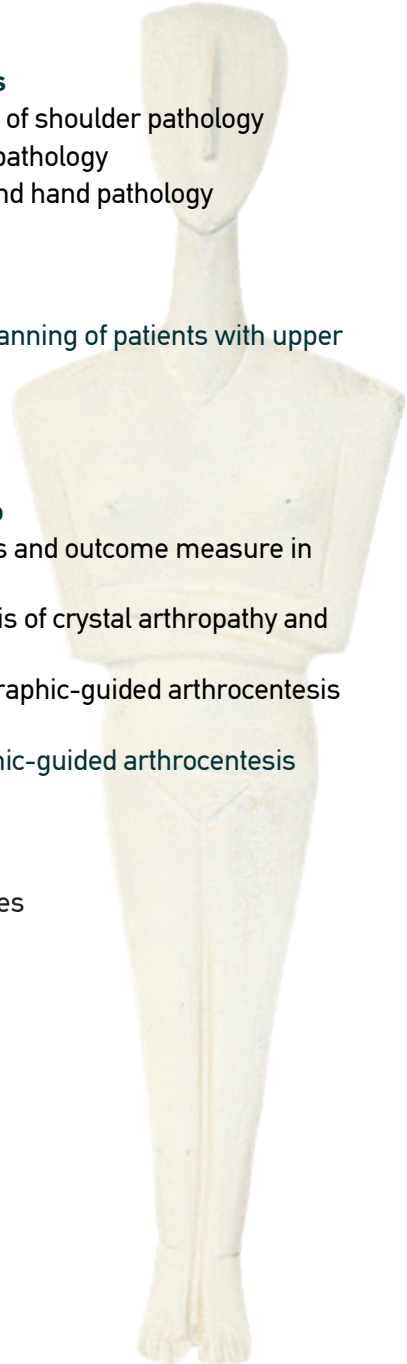 s
of shoulder pathology
pathology
nd hand pathology
anning of patients with upper
s and outcome measure in
is of crystal arthropathy and
raphic-guided arthrocentesis
hic-guided arthrocentesis
es